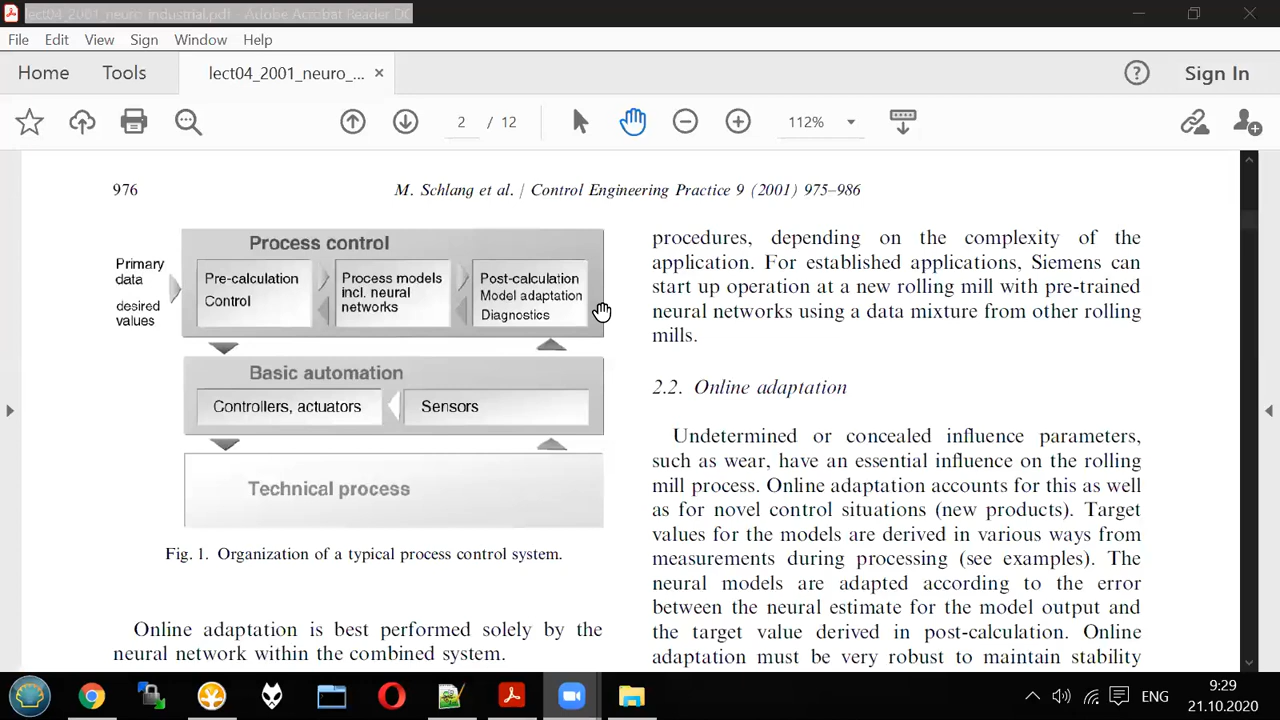 lect04_2001_neuro_industrial.pdf - Adobe Acrobat Reader DC
File Edit View Sign Window Help
Home Tools lect04_2001_neuro_... × Sign In
2 / 12 112%
976 M. Schlang et al. / Control Engineering Practice 9 (2001) 975–986
Process control
Primary
data
desired
values
Pre-calculation
Control
Process models
incl. neural
networks
Post-calculation
Model adaptation
Diagnostics
Basic automation
Controllers, actuators
Sensors
Technical process
Fig. 1. Organization of a typical process control system.
Online adaptation is best performed solely by the
neural network within the combined system.
procedures, depending on the complexity of the
application. For established applications, Siemens can
start up operation at a new rolling mill with pre-trained
neural networks using a data mixture from other rolling
mills.
2.2. Online adaptation
Undetermined or concealed influence parameters,
such as wear, have an essential influence on the rolling
mill process. Online adaptation accounts for this as well
as for novel control situations (new products). Target
values for the models are derived in various ways from
measurements during processing (see examples). The
neural models are adapted according to the error
between the neural estimate for the model output and
the target value derived in post-calculation. Online
adaptation must be very robust to maintain stability
ENG
9:29
21.10.2020